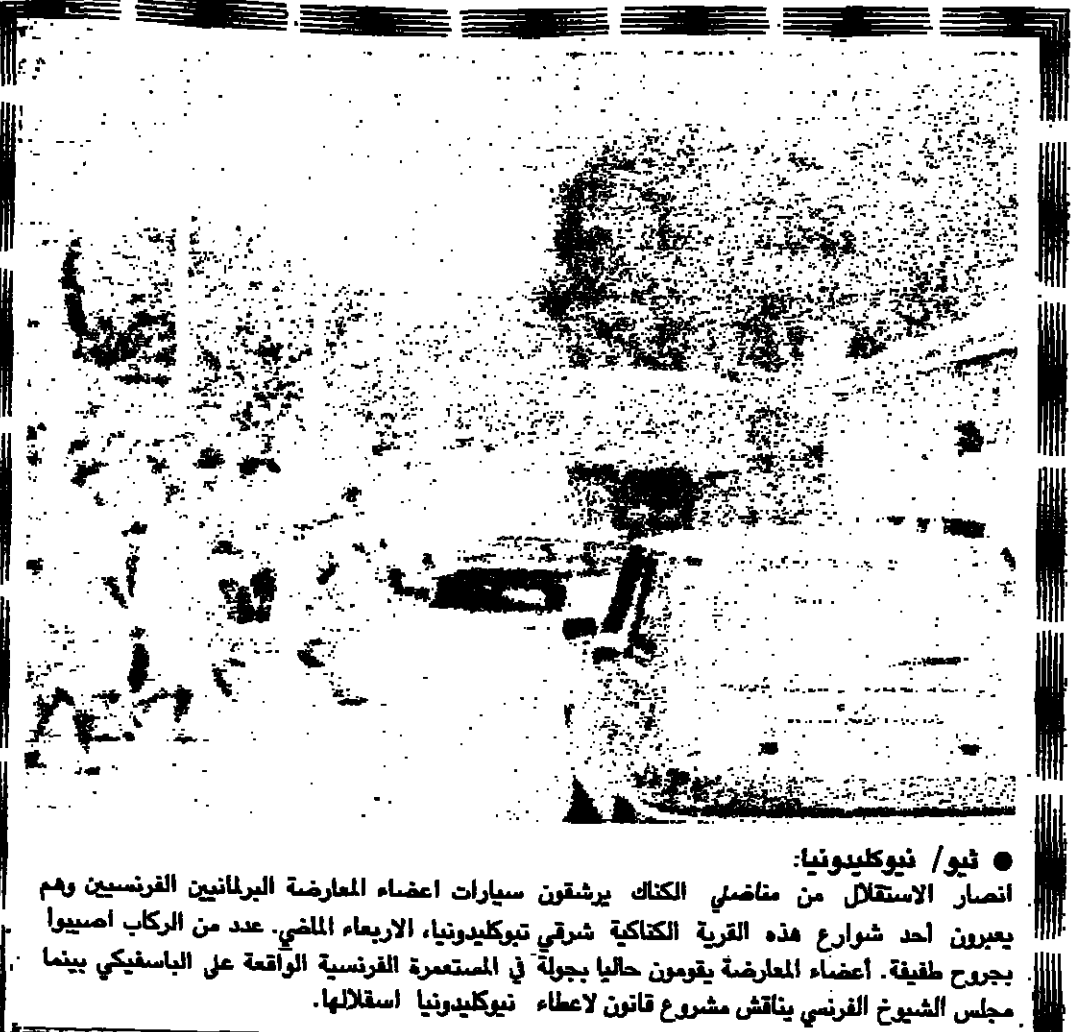 ● ثيو/ نيوكليدونيا:
انصار الاستقلال من مناضلي الكناك يرشقون سيارات اعضاء المعارضة البرلمانيين الفرنسيين وهم
يعبرون أحد شوارع هذه القرية الكناكية شرقي نيوكليدونيا، الاربعاء الماضي. عدد من الركاب اصيبوا
بجروح طفيفة. أعضاء المعارضة يقومون حاليا بجولة في المستعمرة الفرنسية الواقعة على الباسفيكي بينما
مجلس الشيوخ الفرنسي يناقش مشروع قانون لاعطاء نيوكليدونيا اسقلالها.